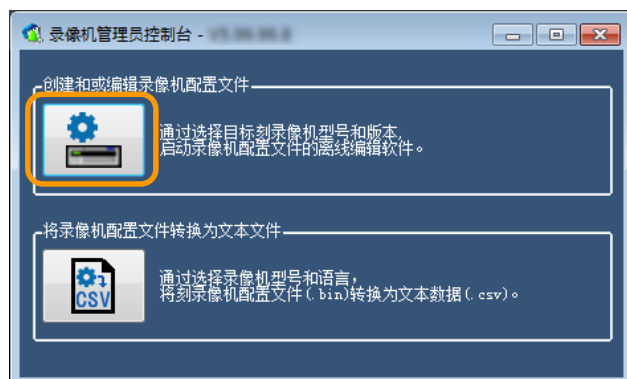 录像机管理员控制台 -
创建和或编辑录像机配置文件
通过选择目标刻录像机型号和版本,
启动录像机配置文件的离线编辑软件。
将录像机配置文件转换为文本文件
CSV
通过选择录像机型号和语言,
将刻录像机配置文件(.bin)转换为文本数据(.csv)。